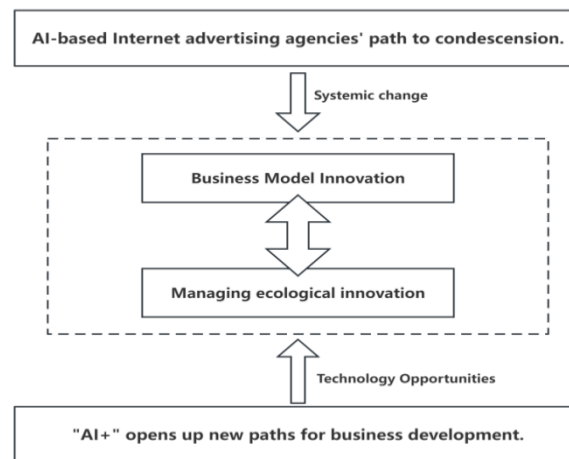 AI-based Internet advertising agencies' path to condescension.
Systemic change
Business Model Innovation
Managing ecological innovation
Technology Opportunities
"AI+" opens up new paths for business development.